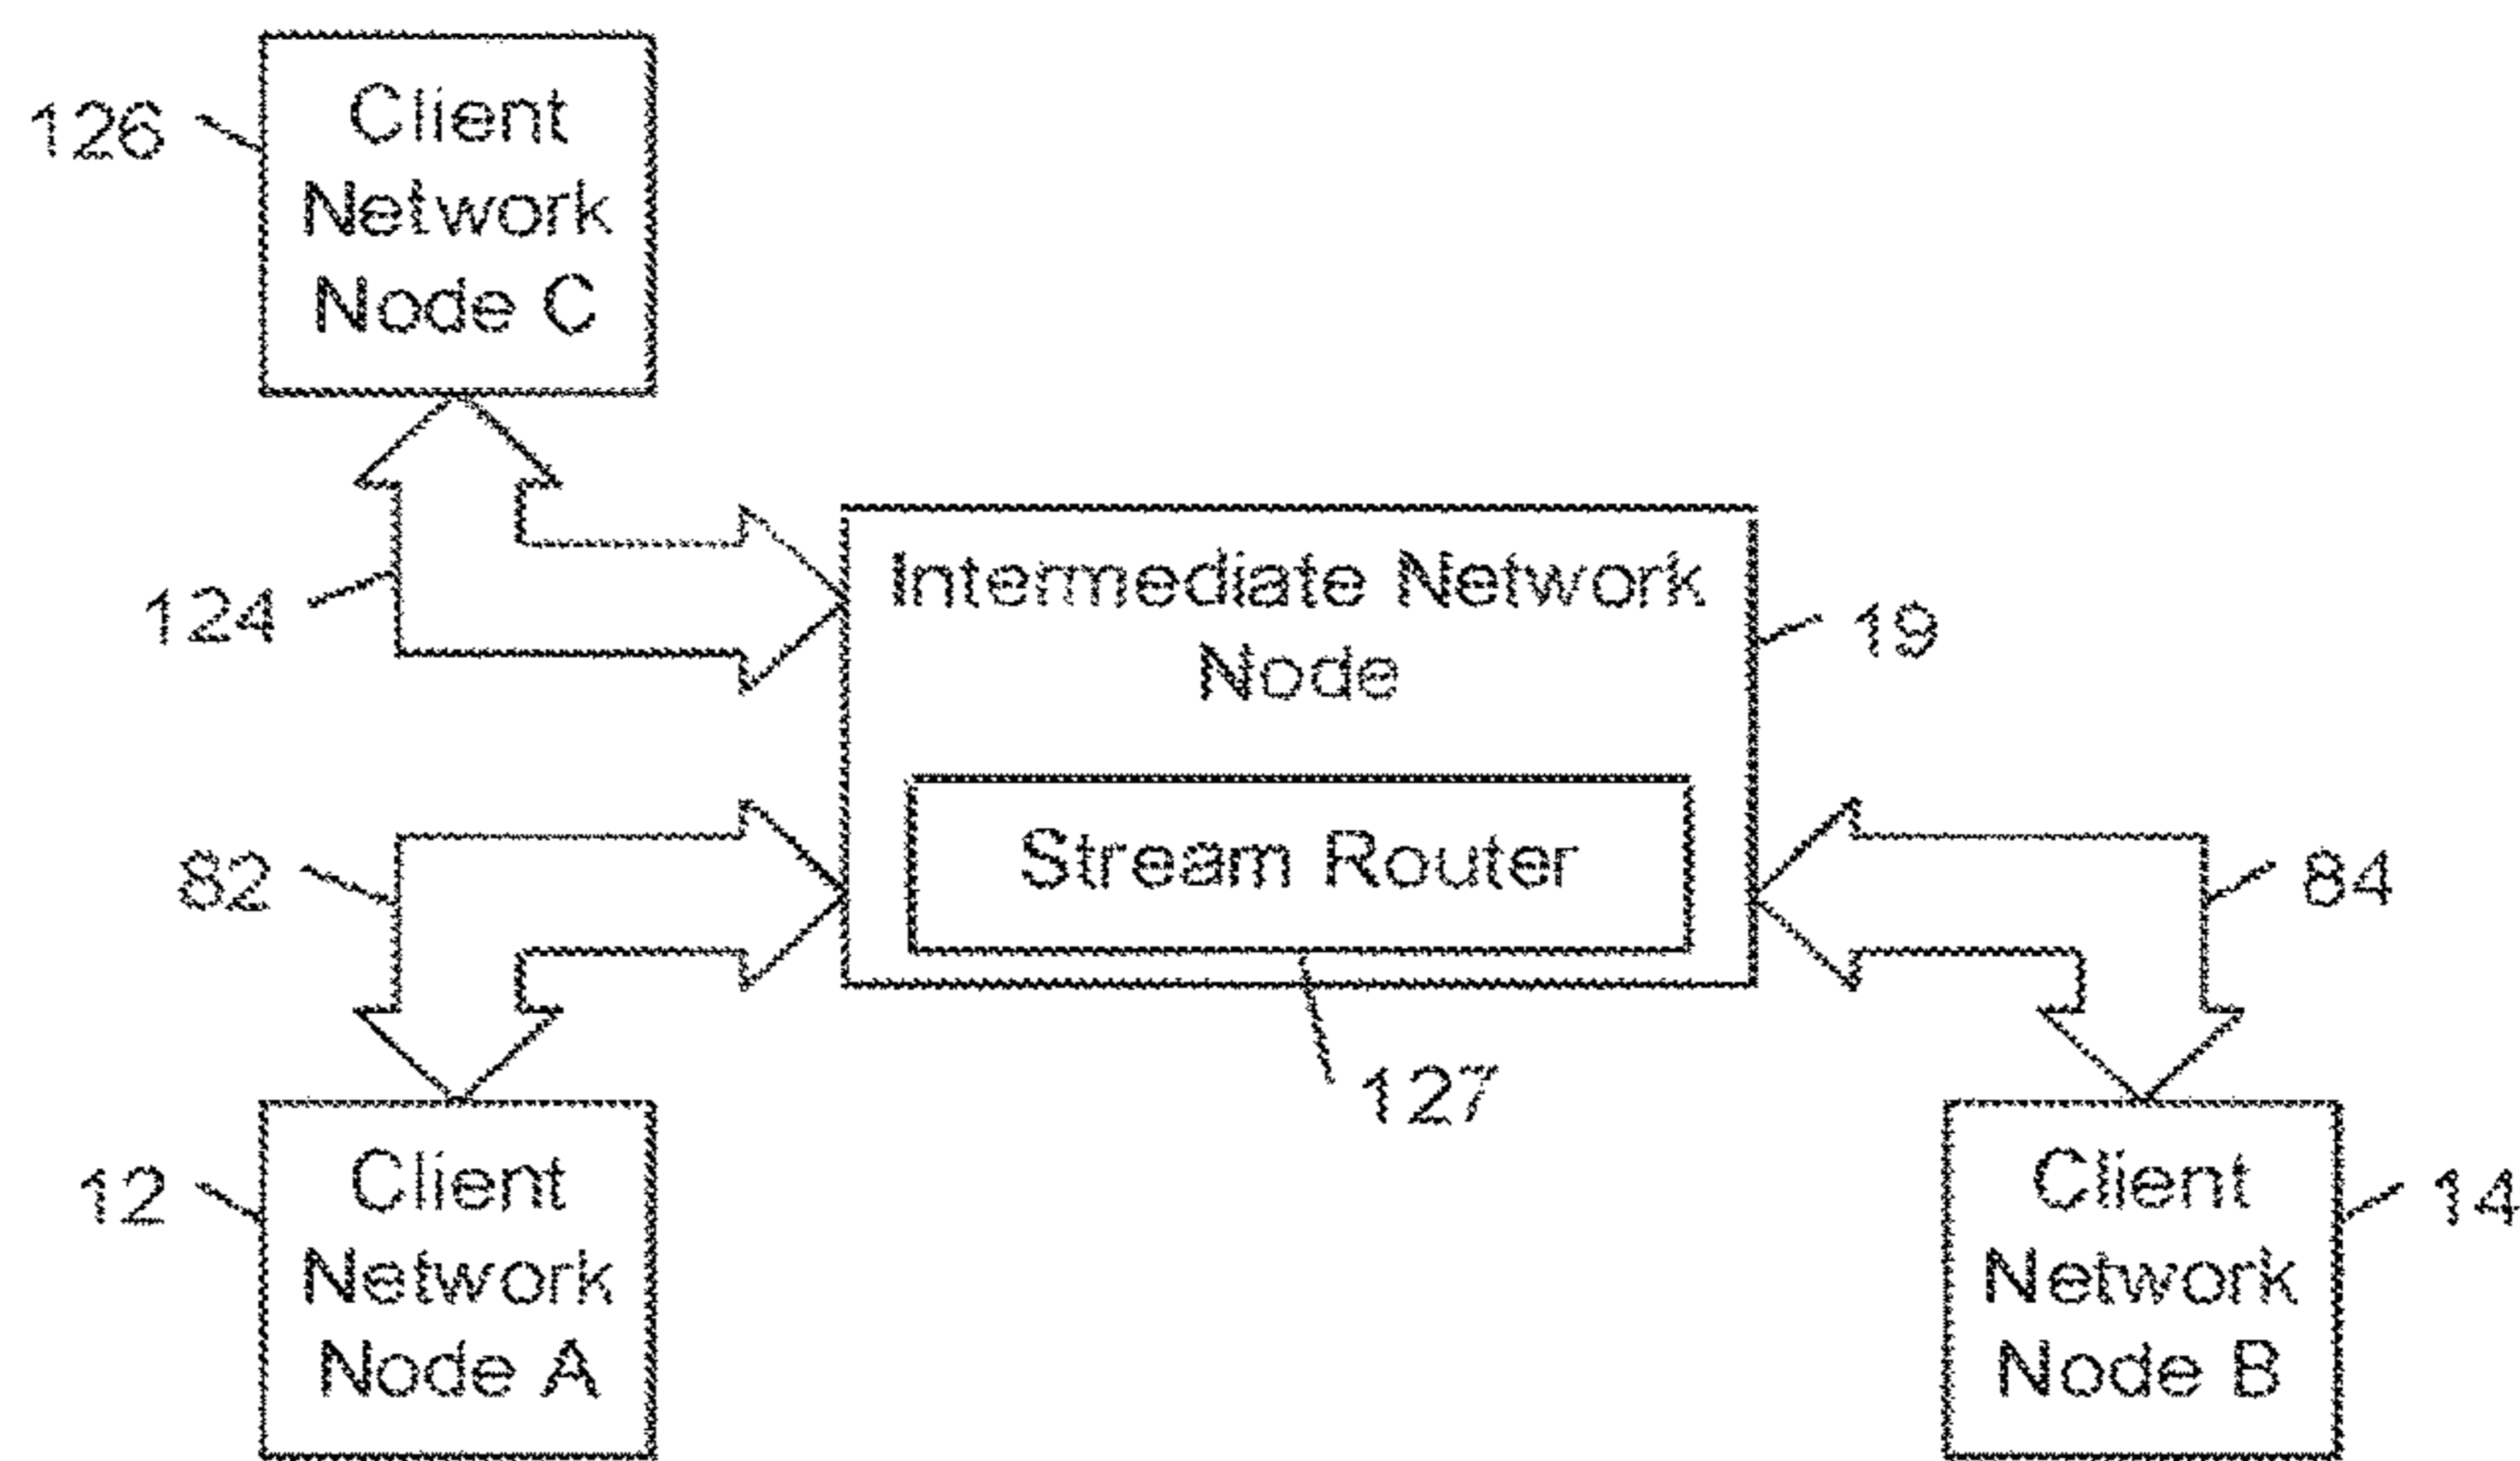 126
Client
Network
Node C
124
Intermediate Network
Node
19
82
Stream Router
84
127
12
Client
Network
Node A
Client
Network
Node B
14